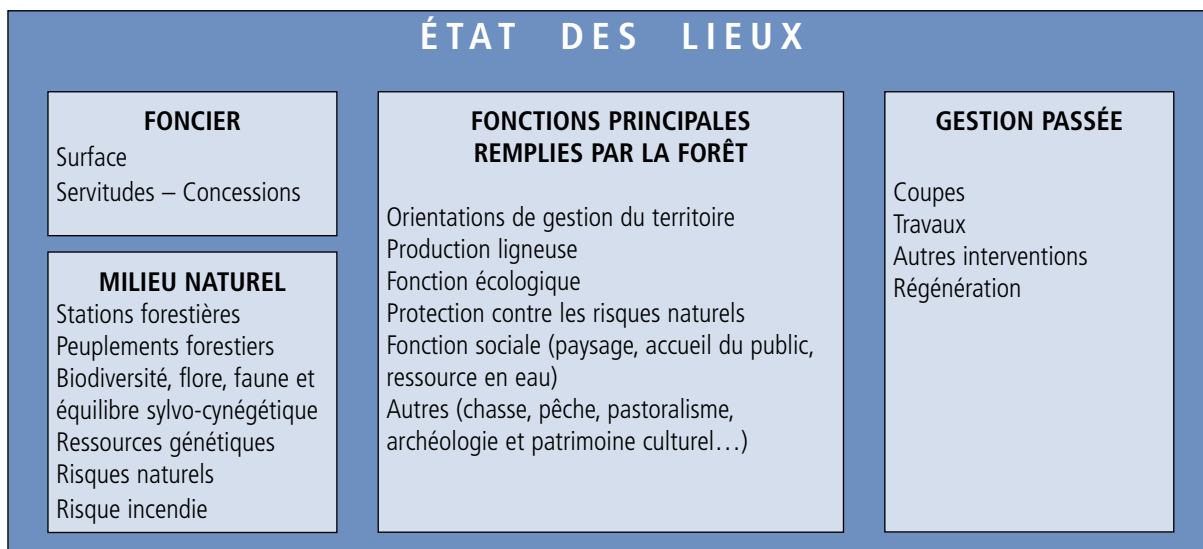 ÉTAT DES LIEUX
FONCIER
Surface
Servitudes – Concessions
MILIEU NATUREL
Stations forestières
Peuplements forestiers
Biodiversité, flore, faune et
équilibre sylvo-cynégétique
Ressources génétiques
Risques naturels
Risque incendie
FONCTIONS PRINCIPALES
REMPLIES PAR LA FORÊT
Orientations de gestion du territoire
Production ligneuse
Fonction écologique
Protection contre les risques naturels
Fonction sociale (paysage, accueil du public,
ressource en eau)
Autres (chasse, pêche, pastoralisme,
archéologie et patrimoine culturel…)
GESTION PASSÉE
Coupes
Travaux
Autres interventions
Régénération